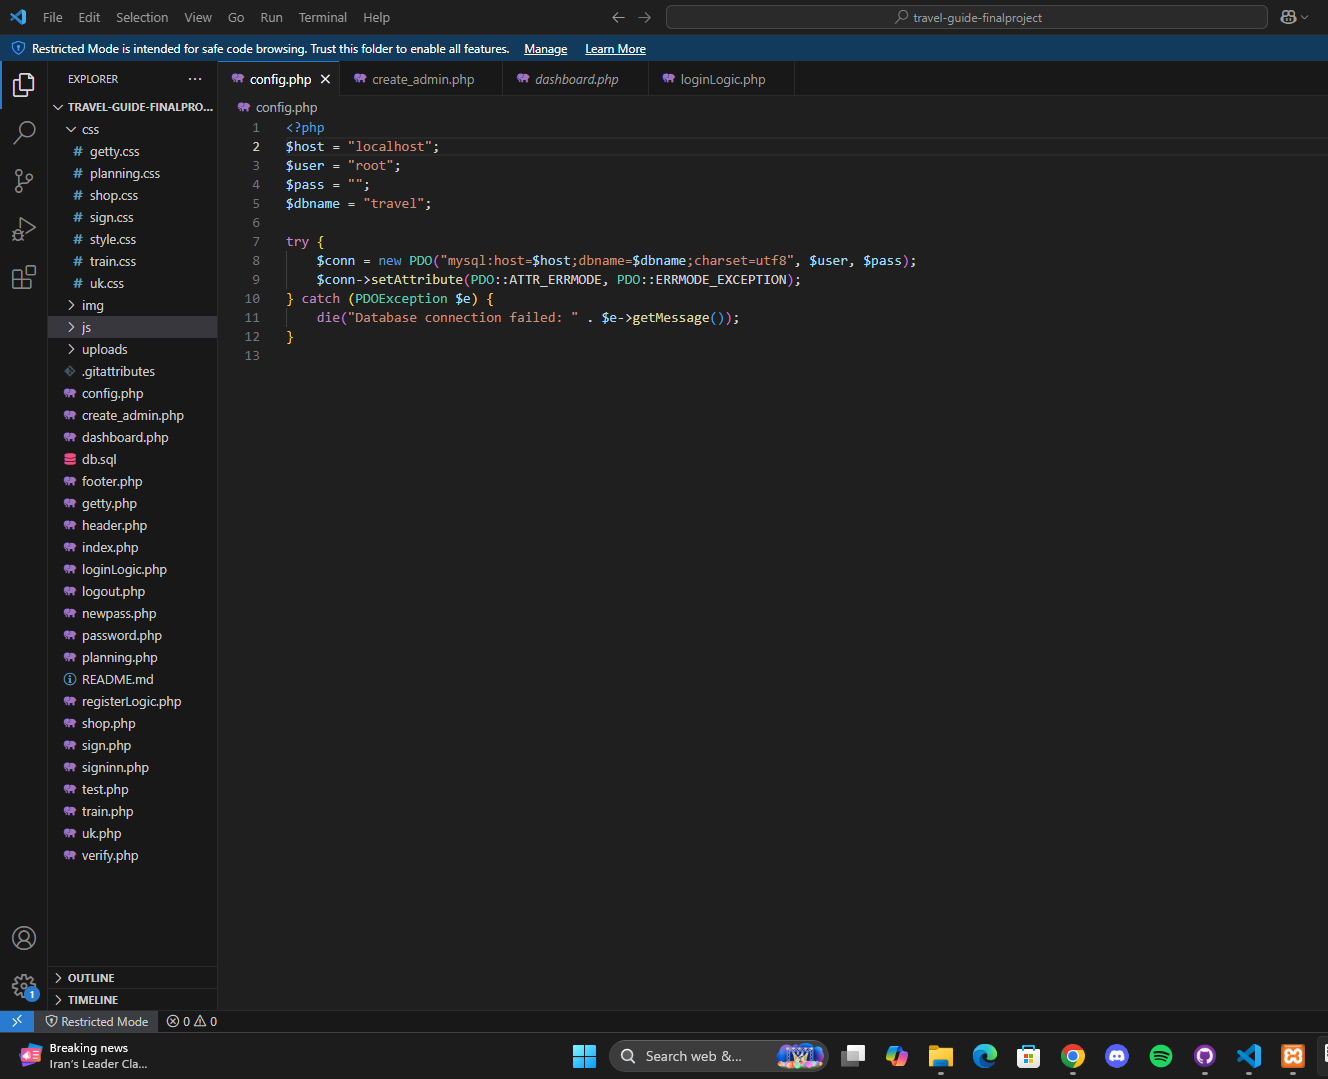 File Edit Selection View Go Run Terminal Help
travel-guide-finalproject
Restricted Mode is intended for safe code browsing. Trust this folder to enable all features. Manage Learn More
EXPLORER
TRAVEL-GUIDE-FINALPRO...
css
# getty.css
# planning.css
# shop.css
# sign.css
# style.css
# train.css
# uk.css
img
js
uploads
.gitattributes
config.php
create_admin.php
dashboard.php
db.sql
footer.php
getty.php
header.php
index.php
loginLogic.php
logout.php
newpass.php
password.php
planning.php
README.md
registerLogic.php
shop.php
sign.php
signinn.php
test.php
train.php
uk.php
verify.php
OUTLINE
TIMELINE
config.php create_admin.php dashboard.php loginLogic.php
config.php
1 <?php
2 $host = "localhost";
3 $user = "root";
4 $pass = "";
5 $dbname = "travel";
6
7 try {
8 $conn = new PDO("mysql:host=$host;dbname=$dbname;charset=utf8", $user, $pass);
9 $conn->setAttribute(PDO::ATTR_ERRMODE, PDO::ERRMODE_EXCEPTION);
10 } catch (PDOException $e) {
11 die("Database connection failed: " . $e->getMessage());
12 }
13
1
Restricted Mode 0 0
Breaking news
Iran's Leader Cla...
Search web &...